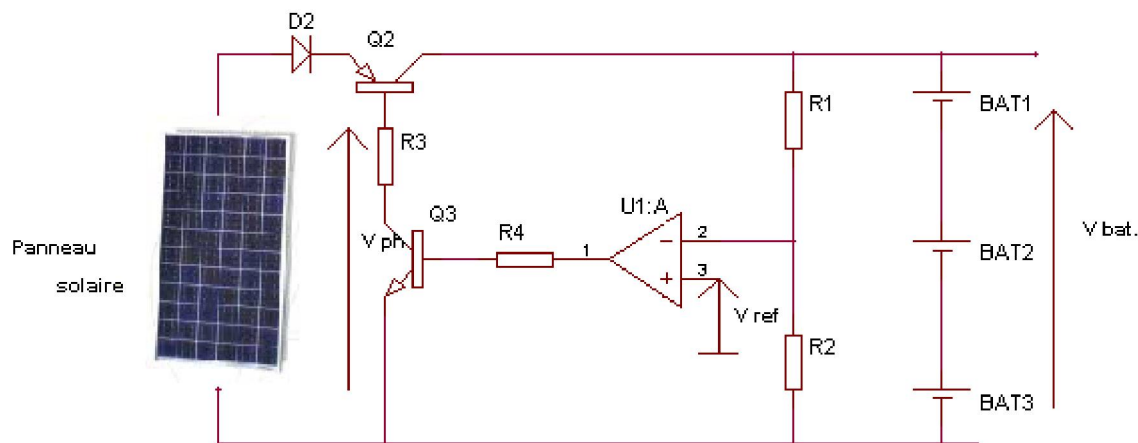 D2
Q2
R1
BAT1
R3
Q3
U1:A
R4
1
2
3
V ph
V ref
BAT2
V bat.
Panneau
solaire
R2
BAT3